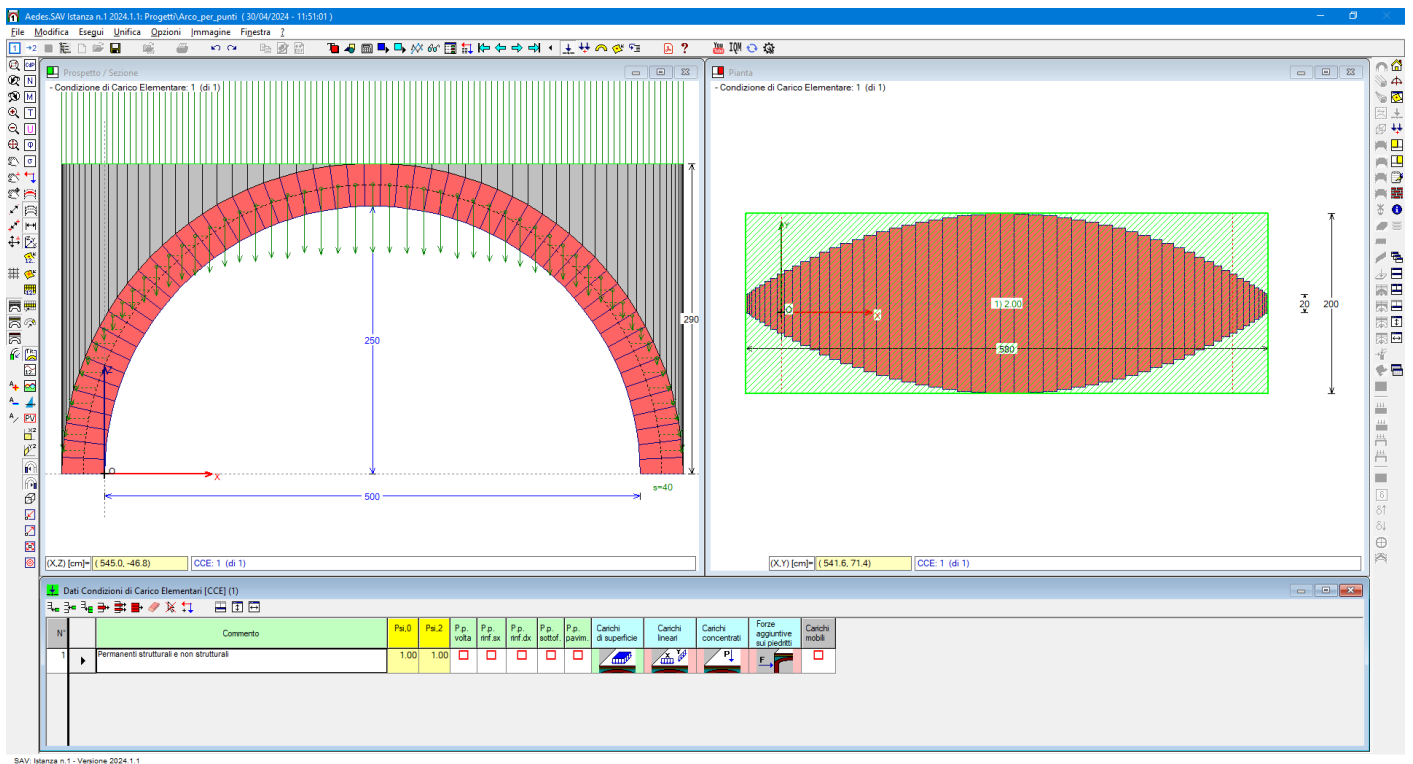 Aedes.SAV Istanza n.1 2024.1.1: Progetti\Arco_per_punti ( 30/04/2024 - 11:51:01 )
File Modifica Esegui Unifica Opzioni Immagine Finestra ?
Prospetto / Sezione
- Condizione di Carico Elementare: 1 (di 1)
290
250
Z
O
X
500
s=40
(X,Z) [cm]= ( 545.0, -46.8) CCE: 1 (di 1)
Pianta
- Condizione di Carico Elementare: 1 (di 1)
Y
O
X
1) 2.00
580
20
200
(X,Y) [cm]= ( 541.6, 71.4) CCE: 1 (di 1)
Dati Condizioni di Carico Elementari [CCE] (1)
N° Commento Psi,0 Psi,2 P.p. volta P.p. rinf.sx P.p. rinf.dx P.p. sottof. P.p. pavim. Carichi di superficie Carichi lineari Carichi concentrati Forze aggiuntive sui piedritti Carichi mobili
1 Permanenti strutturali e non strutturali 1.00 1.00
SAV: Istanza n.1 - Versione 2024.1.1